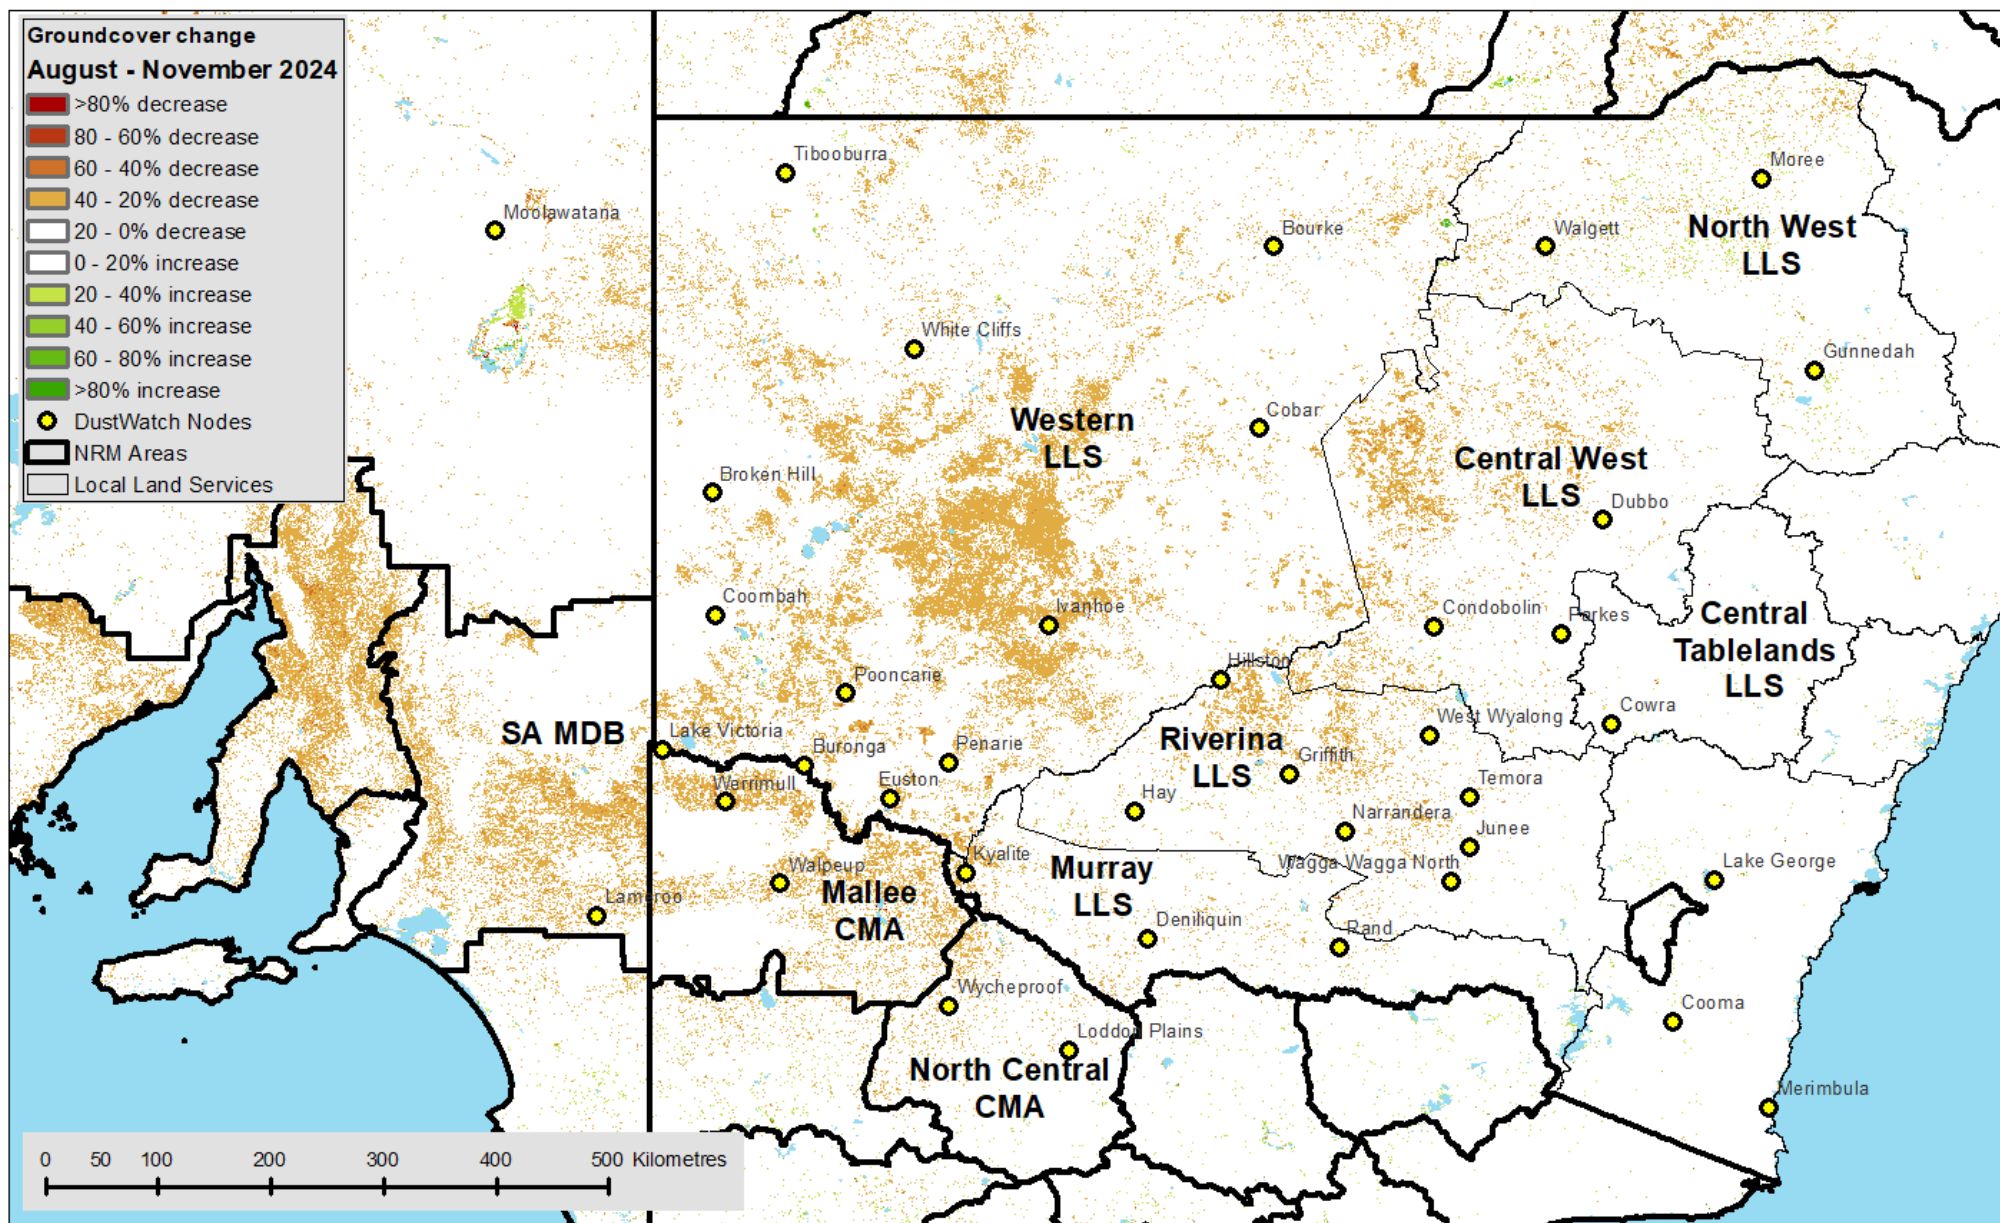 Groundcover change
August - November 2024
>80% decrease
80 - 60% decrease
60 - 40% decrease
40 - 20% decrease
20 - 0% decrease
0 - 20% increase
20 - 40% increase
40 - 60% increase
60 - 80% increase
>80% increase
DustWatch Nodes
NRM Areas
Local Land Services
Tibooburra
Moree
Moolawatana
Bourke
Walgett
North West
LLS
White Cliffs
Gunnedah
Western
LLS
Cobar
Central West
LLS
Broken Hill
Dubbo
Coombah
Ivanhoe
Condobolin
Parkes
Central
Tablelands
LLS
Hillston
Pooncarie
Cowra
SA MDB
Lake Victoria
Buronga
Penarie
Riverina
LLS
West Wyalong
Griffith
Werrimull
Euston
Hay
Temora
Narrandera
Junee
Walpeup
Kyalite
Wagga Wagga North
Lake George
Mallee
CMA
Murray
LLS
Lameroo
Deniliquin
Rand
Wycheproof
Cooma
Loddon Plains
North Central
CMA
Merimbula
0 50 100 200 300 400 500 Kilometres